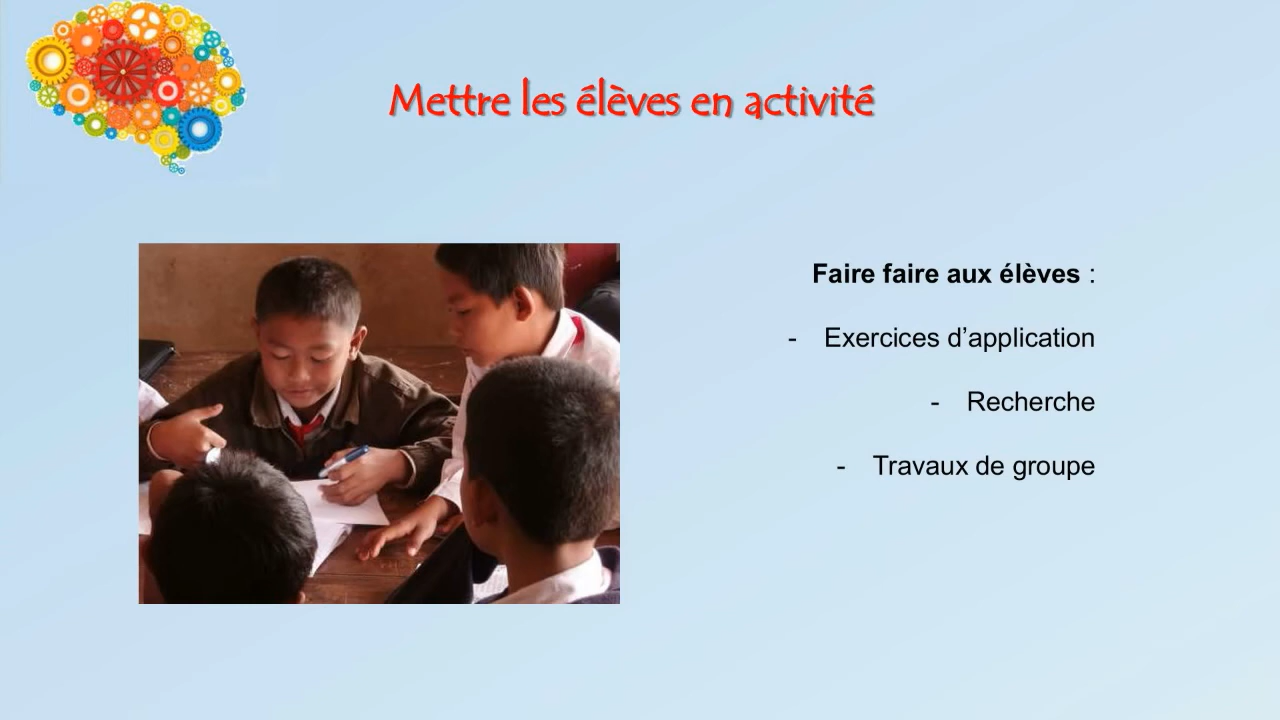 Mettre les élèves en activité
Faire faire aux élèves :
- Exercices d’application
- Recherche
- Travaux de groupe